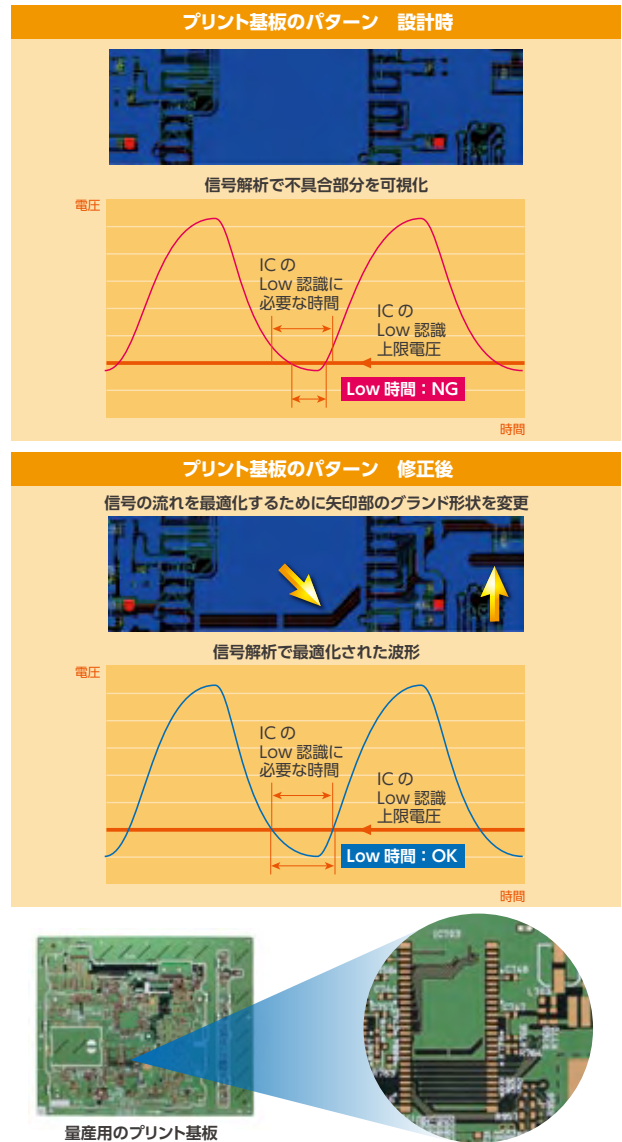 プリント基板のパターン　設計時
信号解析で不具合部分を可視化
電圧
ICの
Low 認識に
必要な時間
ICの
Low 認識
上限電圧
Low 時間：NG
時間
プリント基板のパターン　修正後
信号の流れを最適化するために矢印部のグランド形状を変更
信号解析で最適化された波形
電圧
ICの
Low 認識に
必要な時間
ICの
Low 認識
上限電圧
Low 時間：OK
時間
IC703
量産用のプリント基板